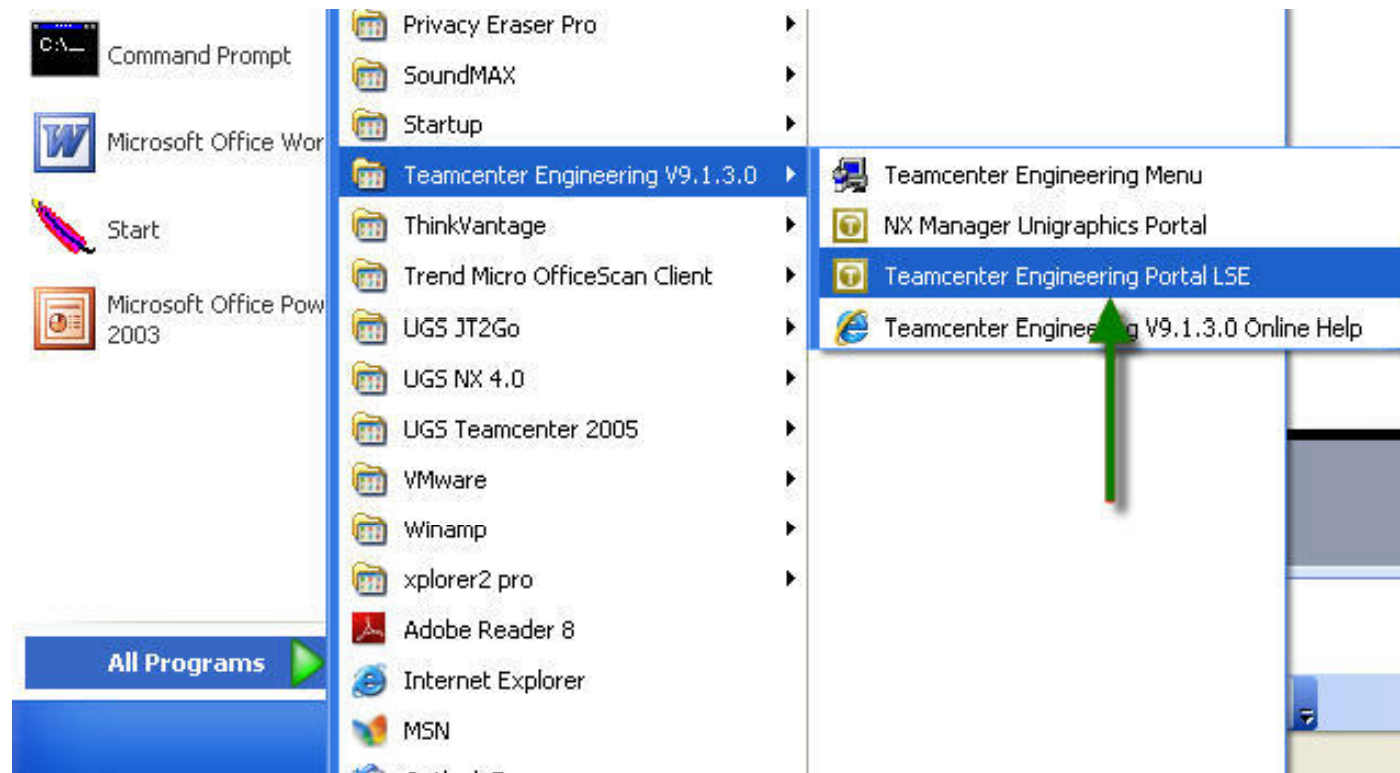 C:\_
Command Prompt
Microsoft Office Wor
Start
Microsoft Office Pow
2003
All Programs
Privacy Eraser Pro
SoundMAX
Startup
Teamcenter Engineering V9.1.3.0
ThinkVantage
Trend Micro OfficeScan Client
UGS JT2Go
UGS NX 4.0
UGS Teamcenter 2005
VMware
Winamp
xplorer2 pro
Adobe Reader 8
Internet Explorer
MSN
Teamcenter Engineering Menu
NX Manager Unigraphics Portal
Teamcenter Engineering Portal LSE
Teamcenter Engineering V9.1.3.0 Online Help